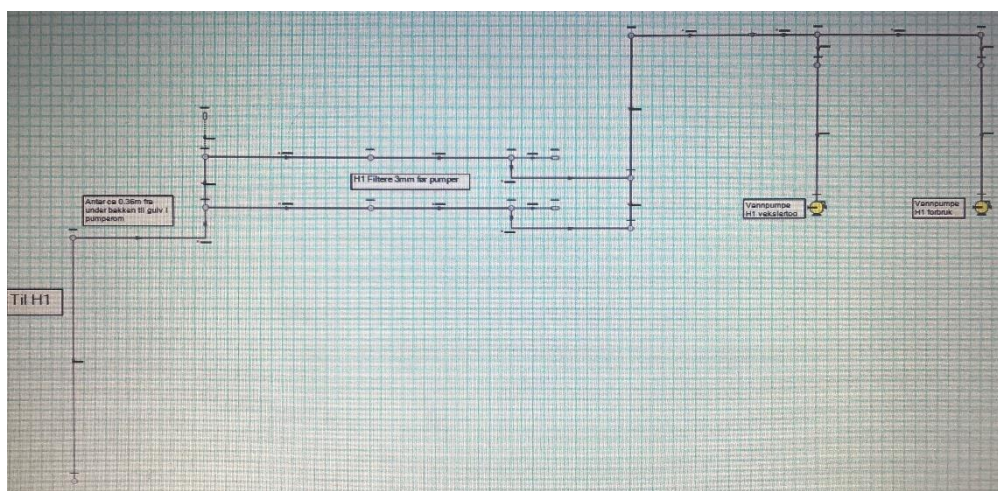 H1 Filtere 3mm før pumper
Antar ca 0.36m fra
under bakken til gulv i
pumperom
Vannpumpe
H1 vekslertog
Vannpumpe
H1 forbruk
Til H1